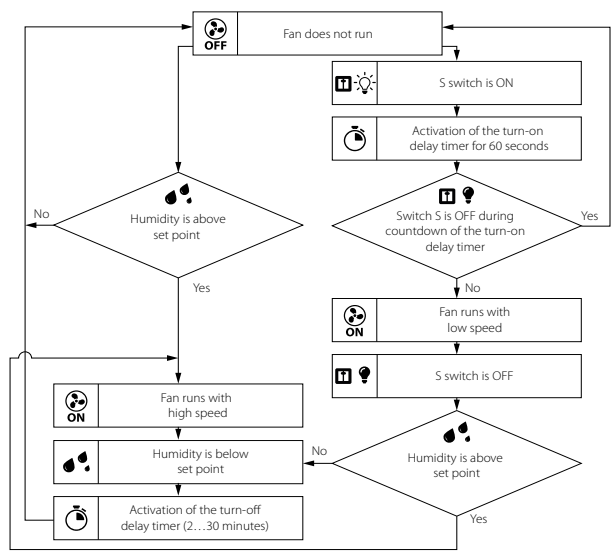 OFF
Fan does not run
S switch is ON
Activation of the turn-on
delay timer for 60 seconds
No
Humidity is above
set point
Switch S is OFF during
countdown of the turn-on
delay timer
Yes
Yes
No
ON
Fan runs with
low speed
S switch is OFF
ON
Fan runs with
high speed
Humidity is below
set point
No
Humidity is above
set point
Activation of the turn-off
delay timer (2…30 minutes)
Yes